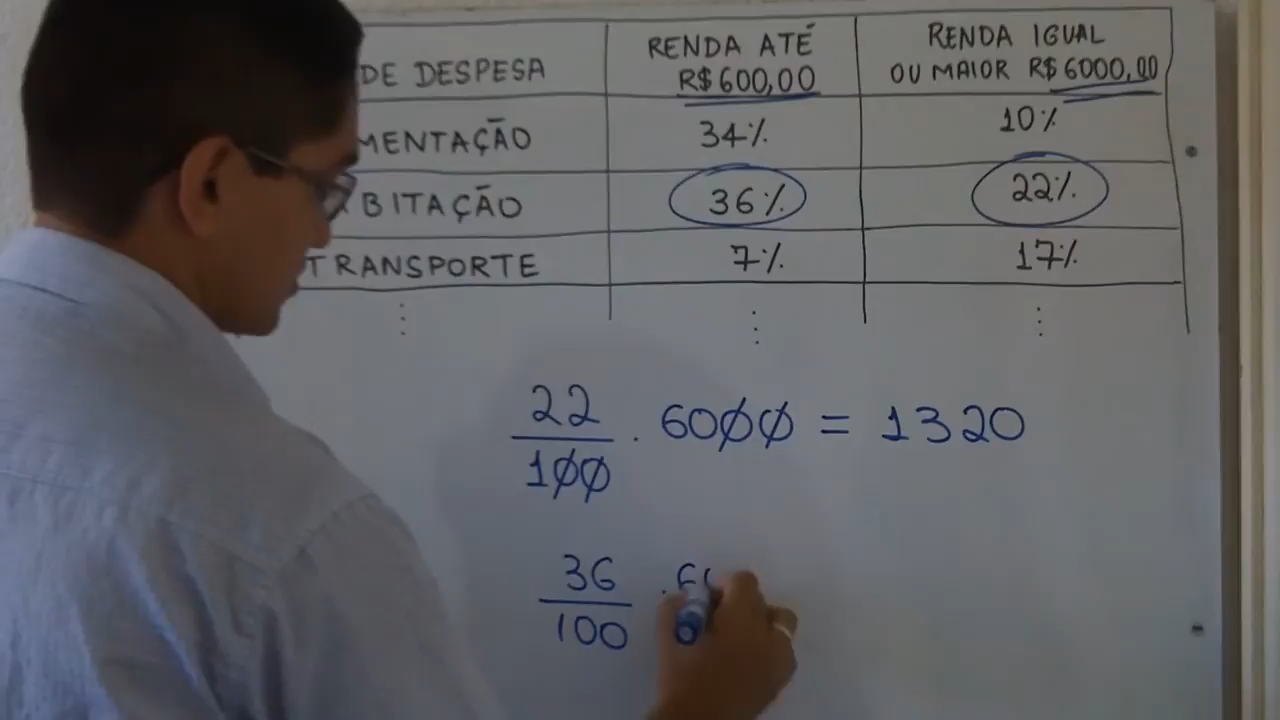 DE DESPESA
RENDA ATÉ
R$600,00
RENDA IGUAL
OU MAIOR R$6000,00
MENTAÇÃO 34% 10%
BITAÇÃO 36% 22%
TRANSPORTE 7% 17%
22
100
. 6000 = 1320
36
100
. 6